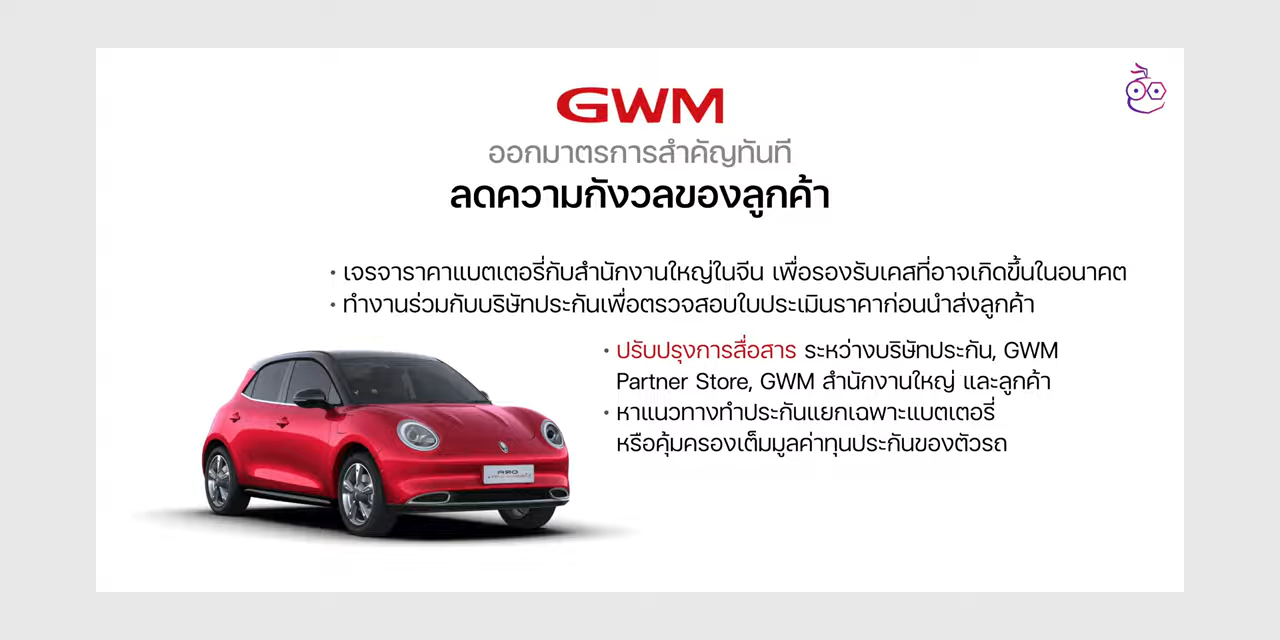 GWM
ออกมาตรการสำคัญทันที
ลดความกังวลของลูกค้า
• เจรจาราคาแบตเตอรี่กับสำนักงานใหญ่ในจีน เพื่อรองรับเคสที่อาจเกิดขึ้นในอนาคต
• ทำงานร่วมกับบริษัทประกันเพื่อตรวจสอบใบประเมินราคาก่อนนำส่งลูกค้า
• ปรับปรุงการสื่อสาร ระหว่างบริษัทประกัน, GWM
Partner Store, GWM สำนักงานใหญ่ และลูกค้า
• หาแนวทางทำประกันแยกเฉพาะแบตเตอรี่
หรือคุ้มครองเต็มมูลค่าทุนประกันของตัวรถ